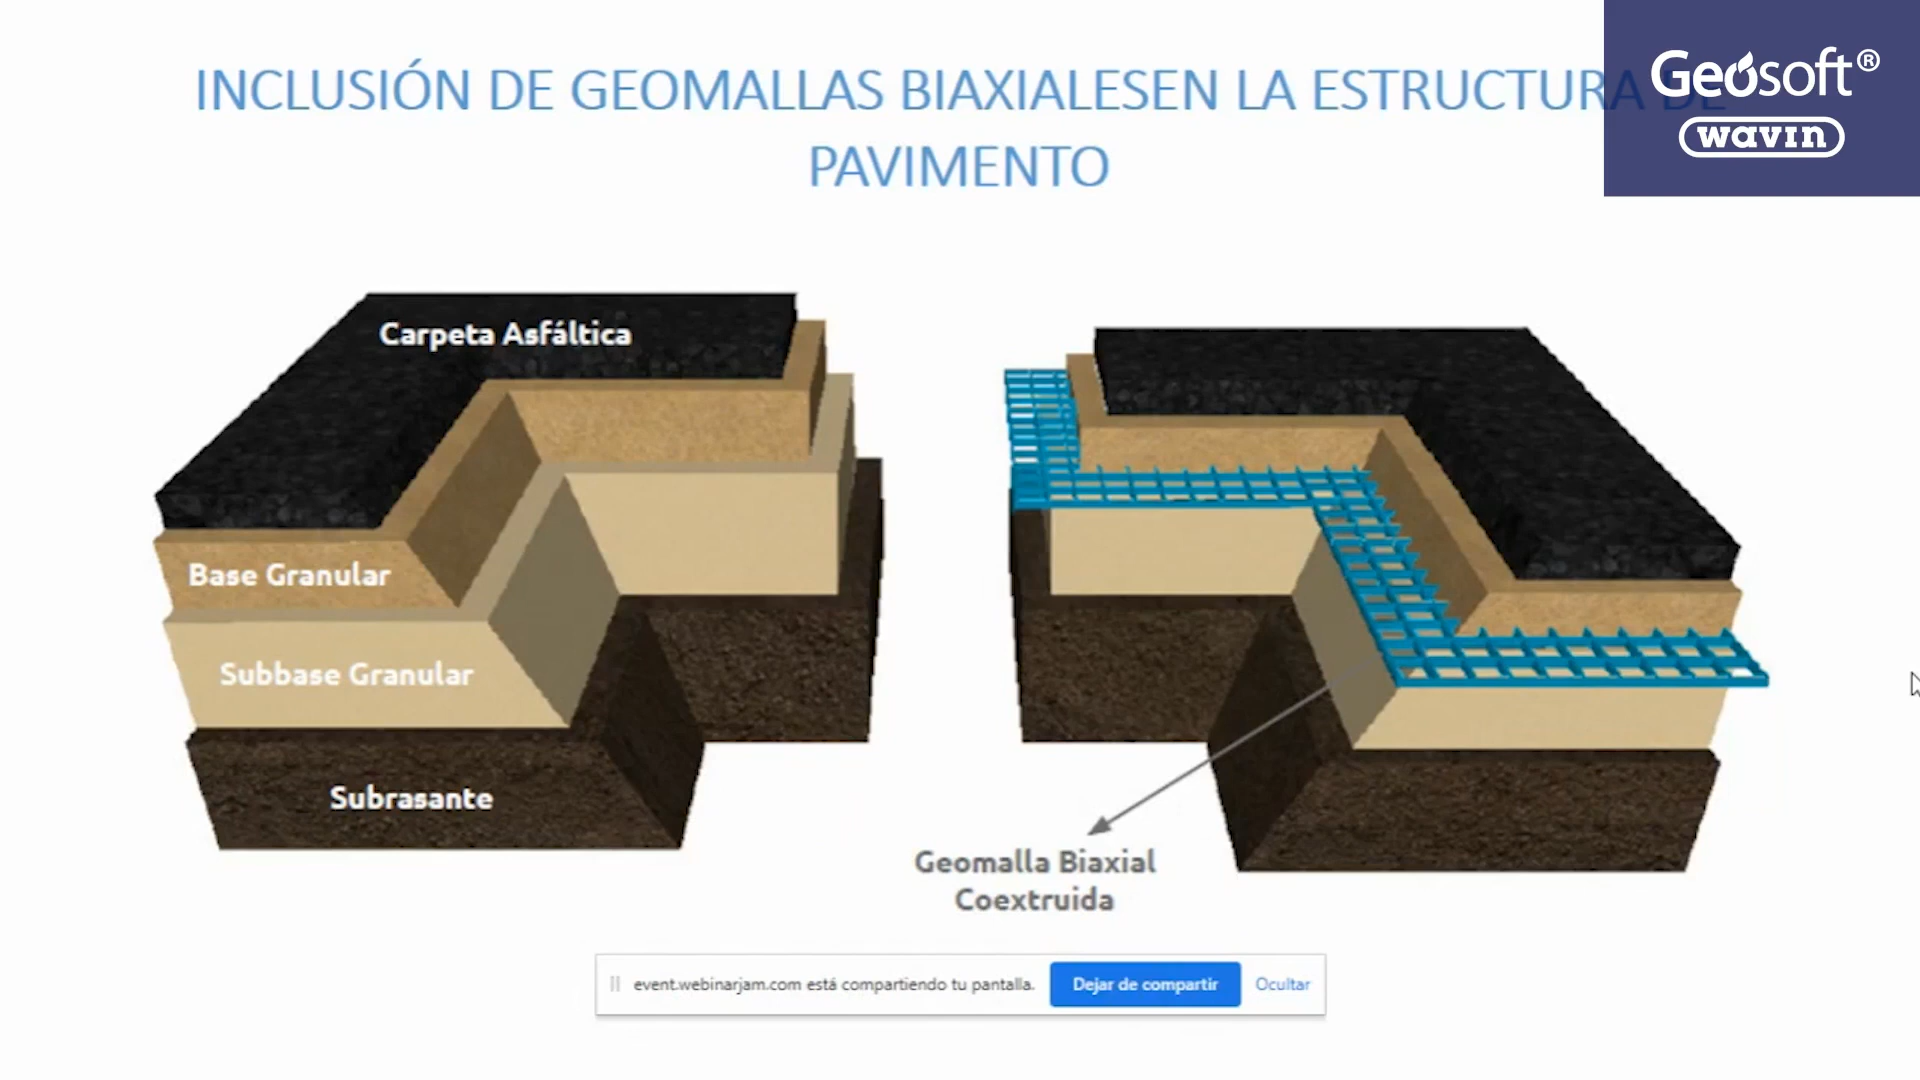 INCLUSIÓN DE GEOMALLAS BIAXIALESEN LA ESTRUCTURA DE
PAVIMENTO
Geosoft®
wavin
Carpeta Asfáltica
Base Granular
Subbase Granular
Subrasante
Geomalla Biaxial
Coextruida
event.webinarjam.com está compartiendo tu pantalla.
Dejar de compartir
Ocultar